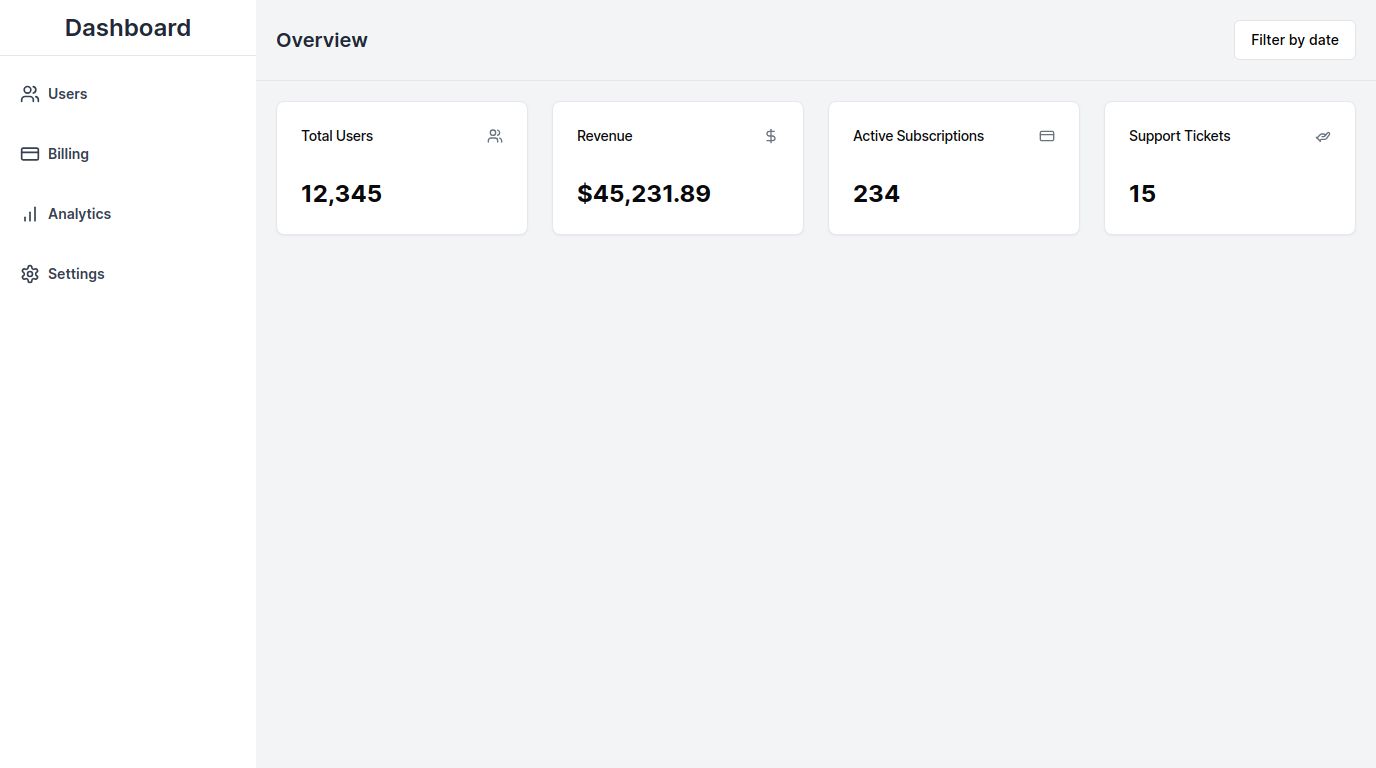 Dashboard
Users
Billing
Analytics
Settings
Overview
Filter by date
Total Users
12,345
Revenue
$45,231.89
Active Subscriptions
234
Support Tickets
15